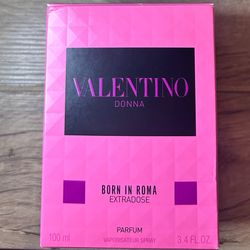 VALENTINO
DONNA
BORN IN ROMA
EXTRADOSE
PARFUM
100 ml VAPORISATEUR SPRAY 3.4 FL.OZ.